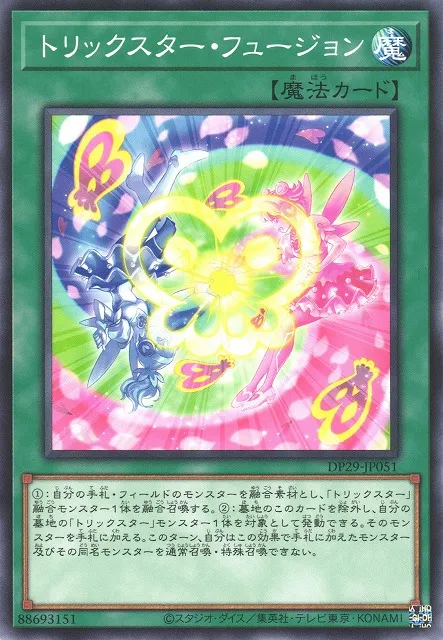 トリックスター・フュージョン
魔
【魔法カード】
DP29-JP051
①:自分の手札・フィールドのモンスターを融合素材とし、「トリックスター」
融合モンスター1体を融合召喚する。②:墓地のこのカードを除外し、自分の
墓地の「トリックスター」モンスター1体を対象として発動できる。そのモン
スターを手札に加える。このターン、自分はこの効果で手札に加えたモンスター
及びその同名モンスターを通常召喚・特殊召喚できない。
88693151
©スタジオ・ダイス/集英社・テレビ東京・KONAMI